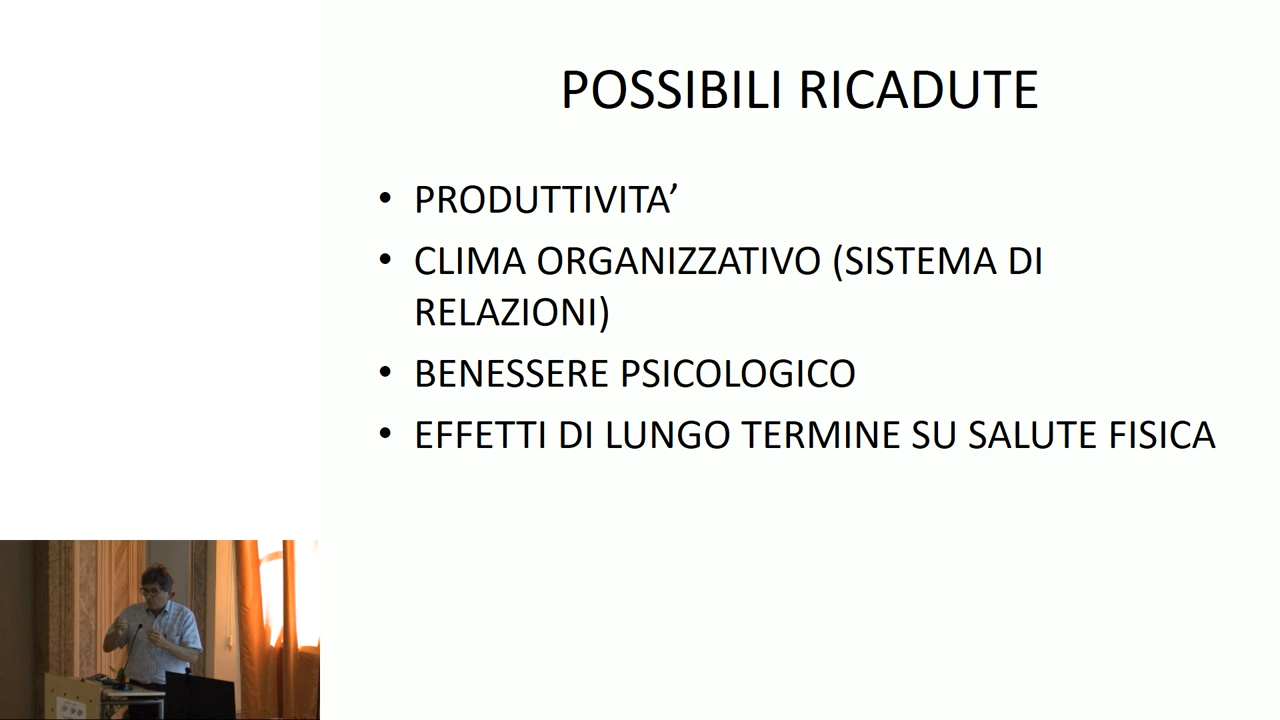 POSSIBILI RICADUTE
• PRODUTTIVITA’
• CLIMA ORGANIZZATIVO (SISTEMA DI
RELAZIONI)
• BENESSERE PSICOLOGICO
• EFFETTI DI LUNGO TERMINE SU SALUTE FISICA